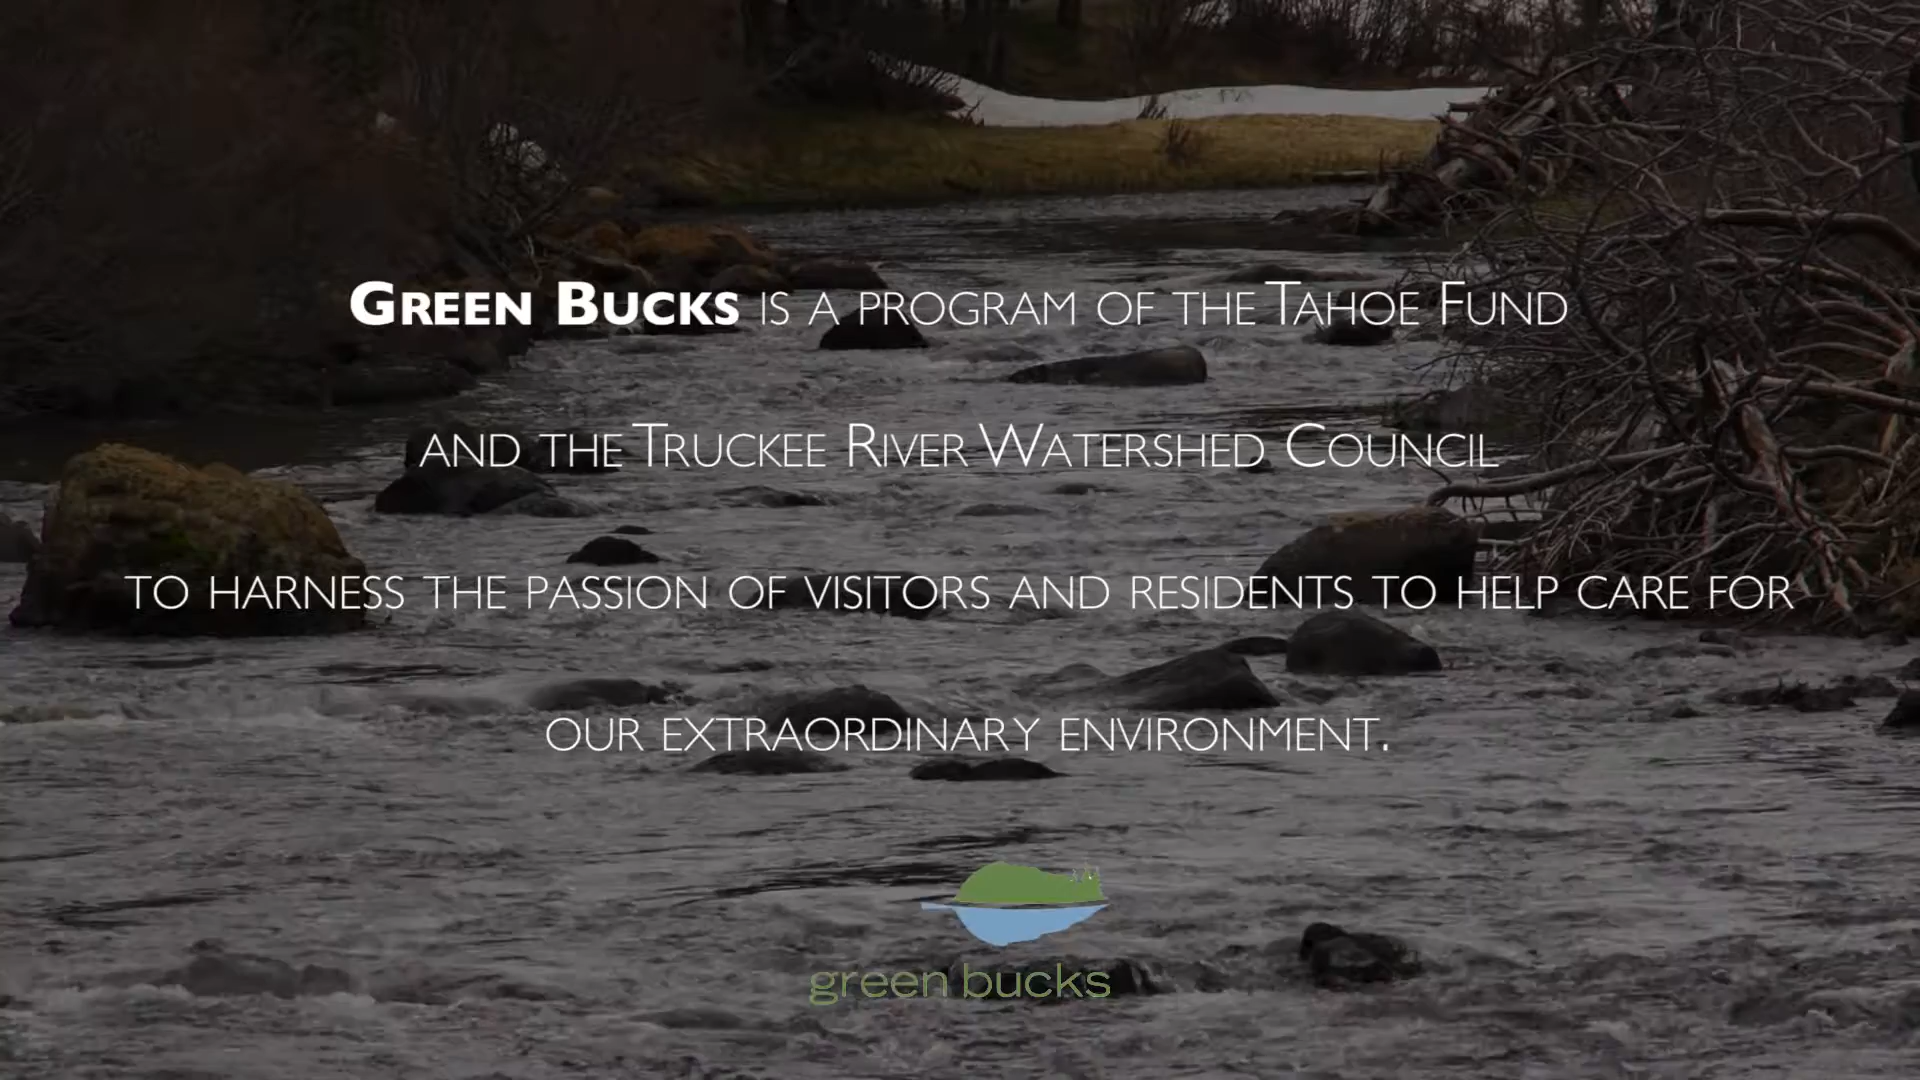 Green Bucks is a program of the Tahoe Fund
and the Truckee River Watershed Council
to harness the passion of visitors and residents to help care for
our extraordinary environment.
green bucks